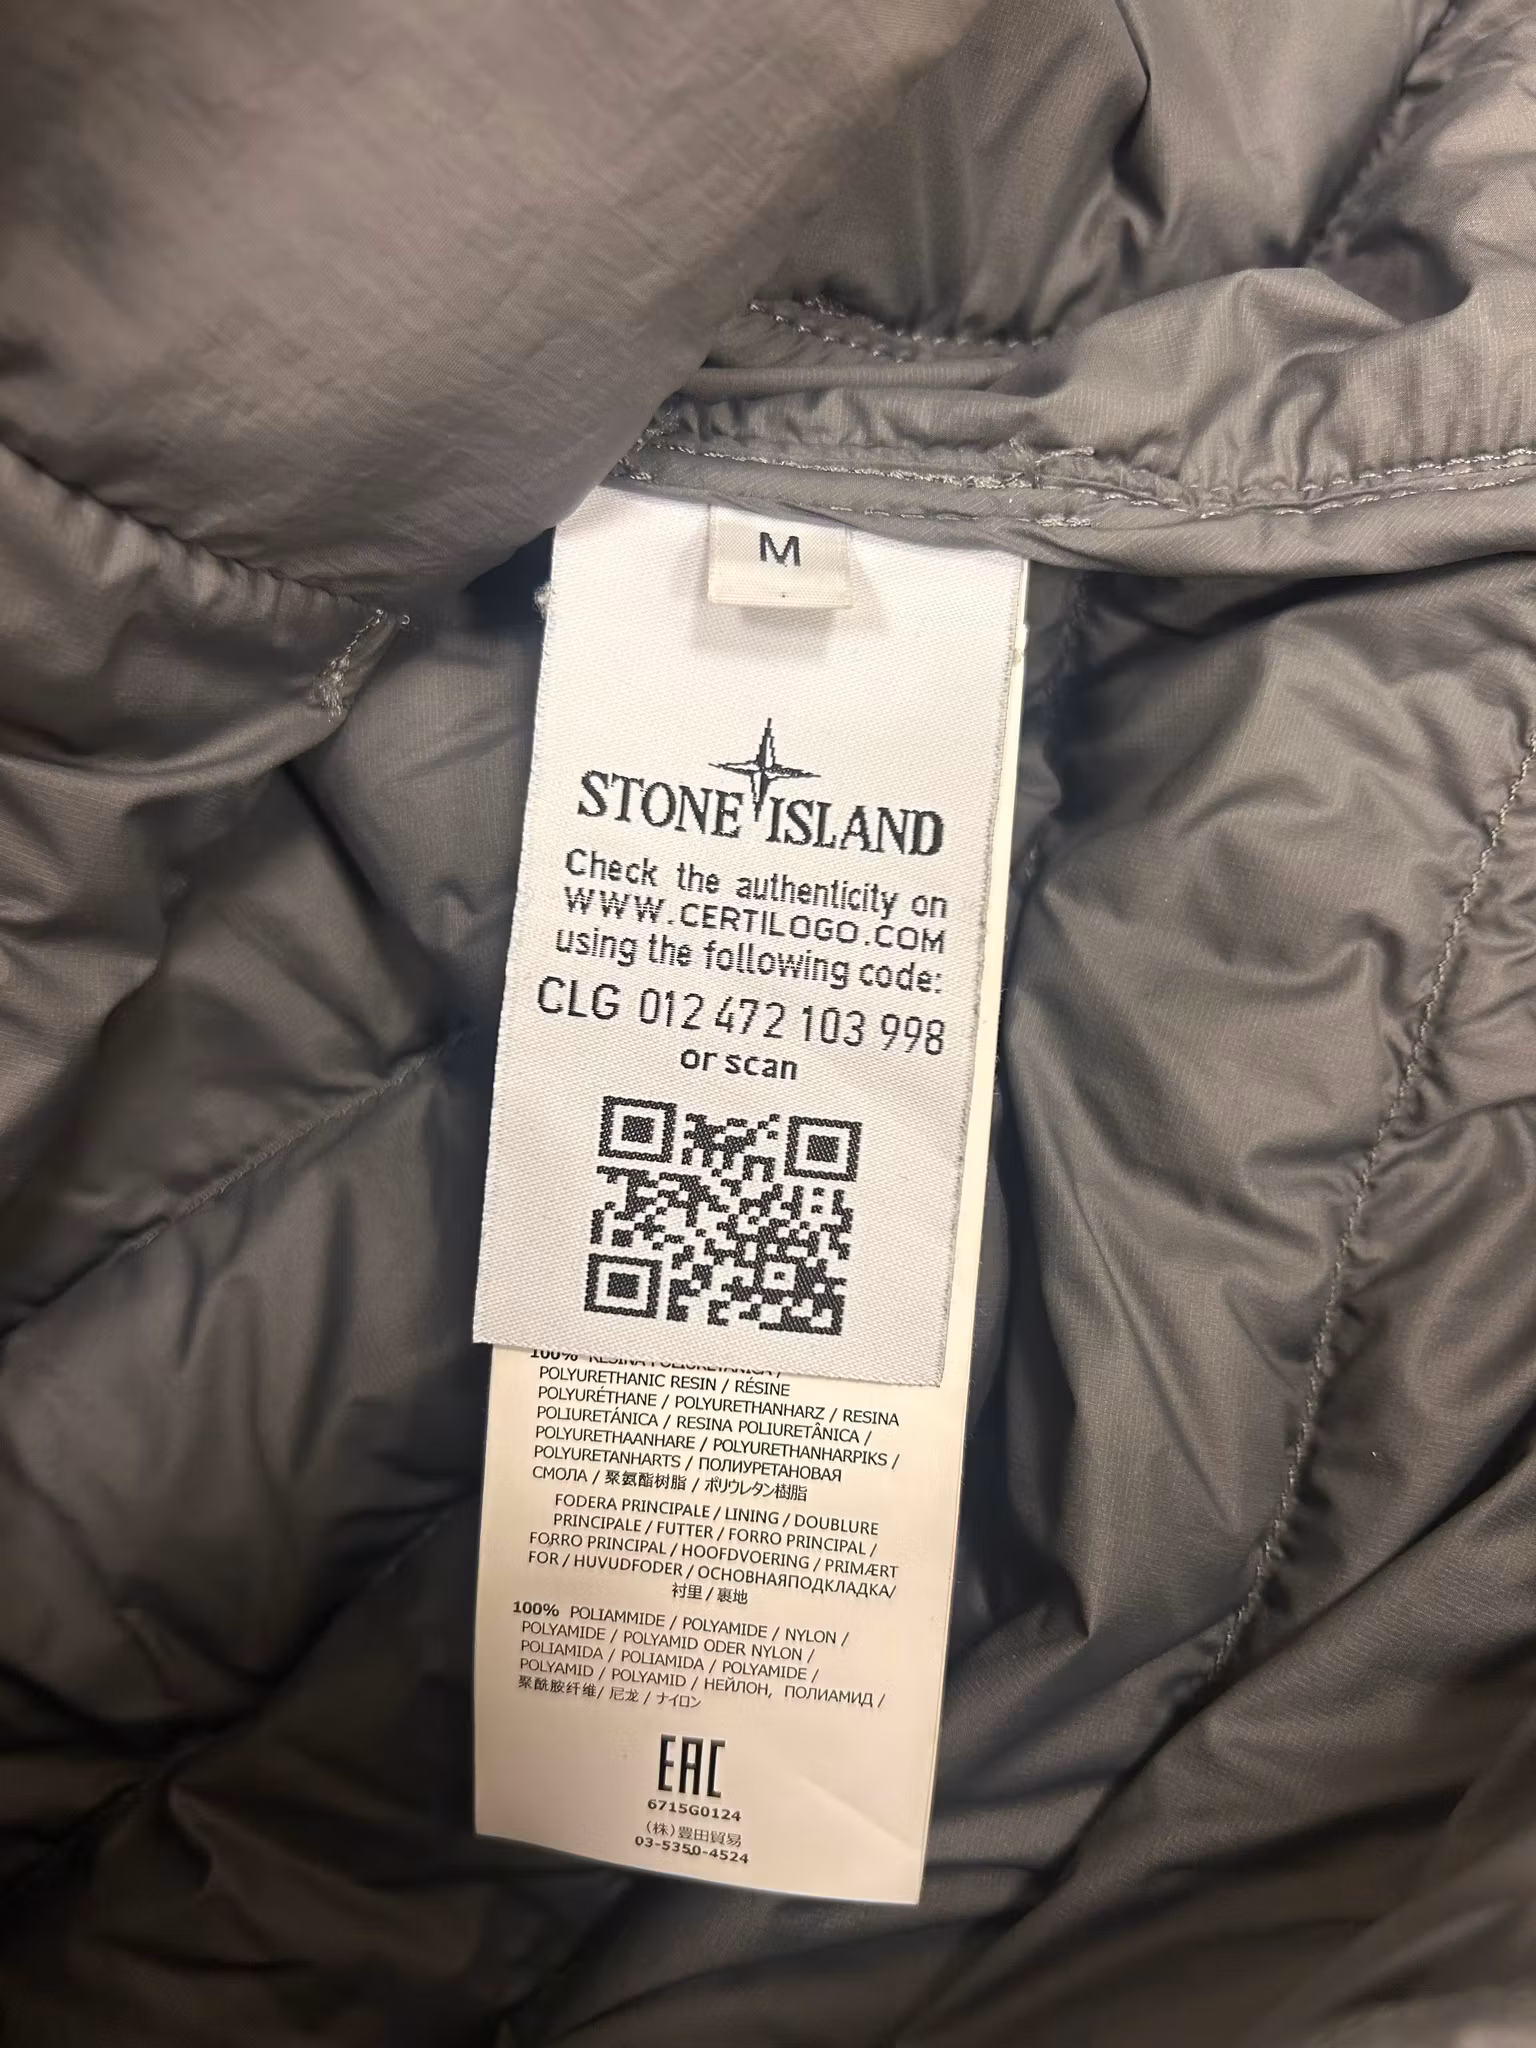 M
STONE ISLAND
Check the authenticity on
WWW.CERTILOGO.COM
using the following code:
CLG 012 472 103 998
or scan
100% RESINA POLIURETANICA /
POLYURETHANIC RESIN / RÉSINE
POLYURÉTHANE / POLYURETHANHARZ / RESINA
POLIURETÁNICA / RESINA POLIURETÂNICA /
POLYURETHAANHARE / POLYURETHANHARPIKS /
POLYURETANHARTS / ПОЛИУРЕТАНОВАЯ
СМОЛА / 聚氨酯树脂 / ポリウレタン樹脂
FODERA PRINCIPALE / LINING / DOUBLURE
PRINCIPALE / FUTTER / FORRO PRINCIPAL /
FORRO PRINCIPAL / HOOFDVOERING / PRIMÆRT
FOR / HUVUDFODER / ОСНОВНАЯПОДКЛАДКА/
衬里 / 裏地
100% POLIAMMIDE / POLYAMIDE / NYLON /
POLYAMIDE / POLYAMID ODER NYLON /
POLIAMIDA / POLIAMIDA / POLYAMIDE /
POLYAMID / POLYAMID / НЕЙЛОН, ПОЛИАМИД /
聚酰胺纤维/ 尼龙 / ナイロン
EAC
6715G0124
(株)豊田貿易
03-5350-4524